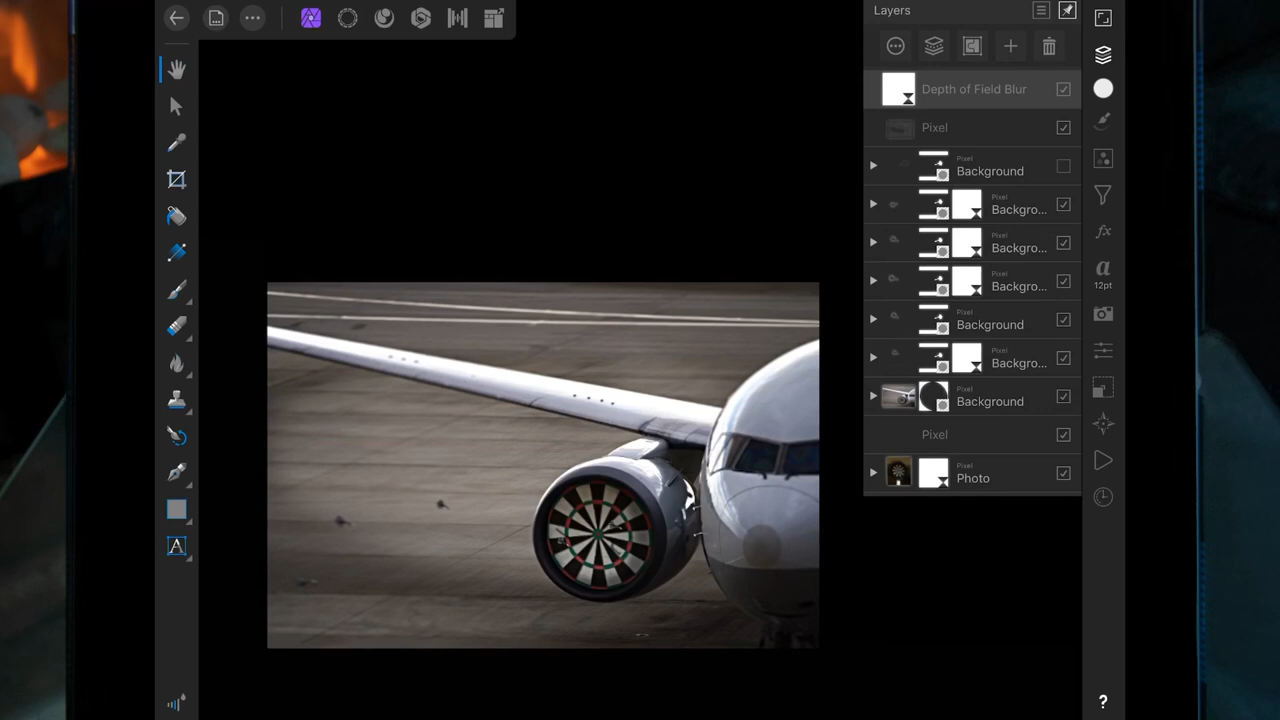 Layers
Depth of Field Blur
Pixel
Pixel
Background
Pixel
Backgro...
Pixel
Backgro...
Pixel
Backgro...
Pixel
Background
Pixel
Backgro...
Pixel
Background
Pixel
Pixel
Photo
fx
a
12pt
A
?